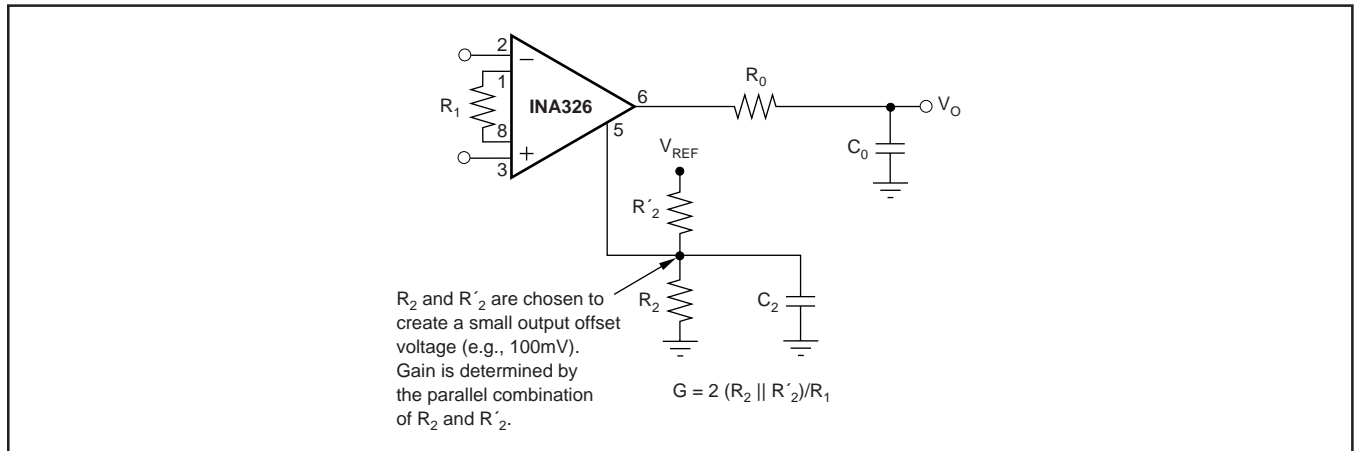 2
−
1
R1
INA326
8
+
3
6
5
R0
VO
C0
VREF
R´2
R2
C2
R2 and R´2 are chosen to
create a small output offset
voltage (e.g., 100mV).
Gain is determined by
the parallel combination
of R2 and R´2.
G = 2 (R2 || R´2)/R1